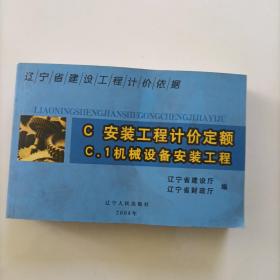 辽宁省建设工程计价依据
LIAONINGSHENGJIANSHEGONGCHENGJIJIAYIJU
C 安装工程计价定额
C.1机械设备安装工程
辽宁省建设厅
辽宁省财政厅
编
辽宁人民出版社
2004年